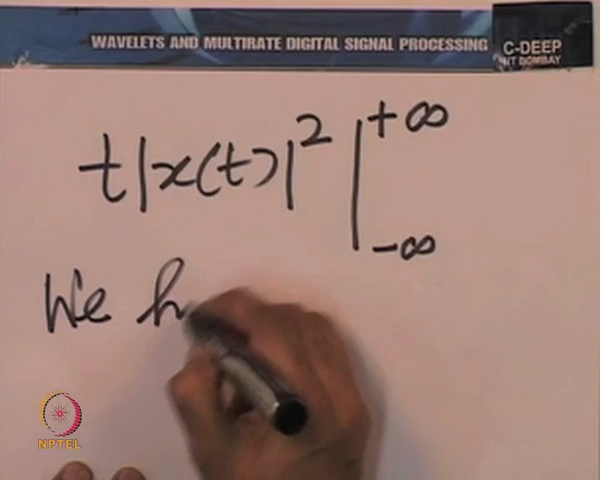 WAVELETS AND MULTIRATE DIGITAL SIGNAL PROCESSING
C-DEEP
IIT BOMBAY
t|x(t)|² |
+∞
-∞
We h
NPTEL